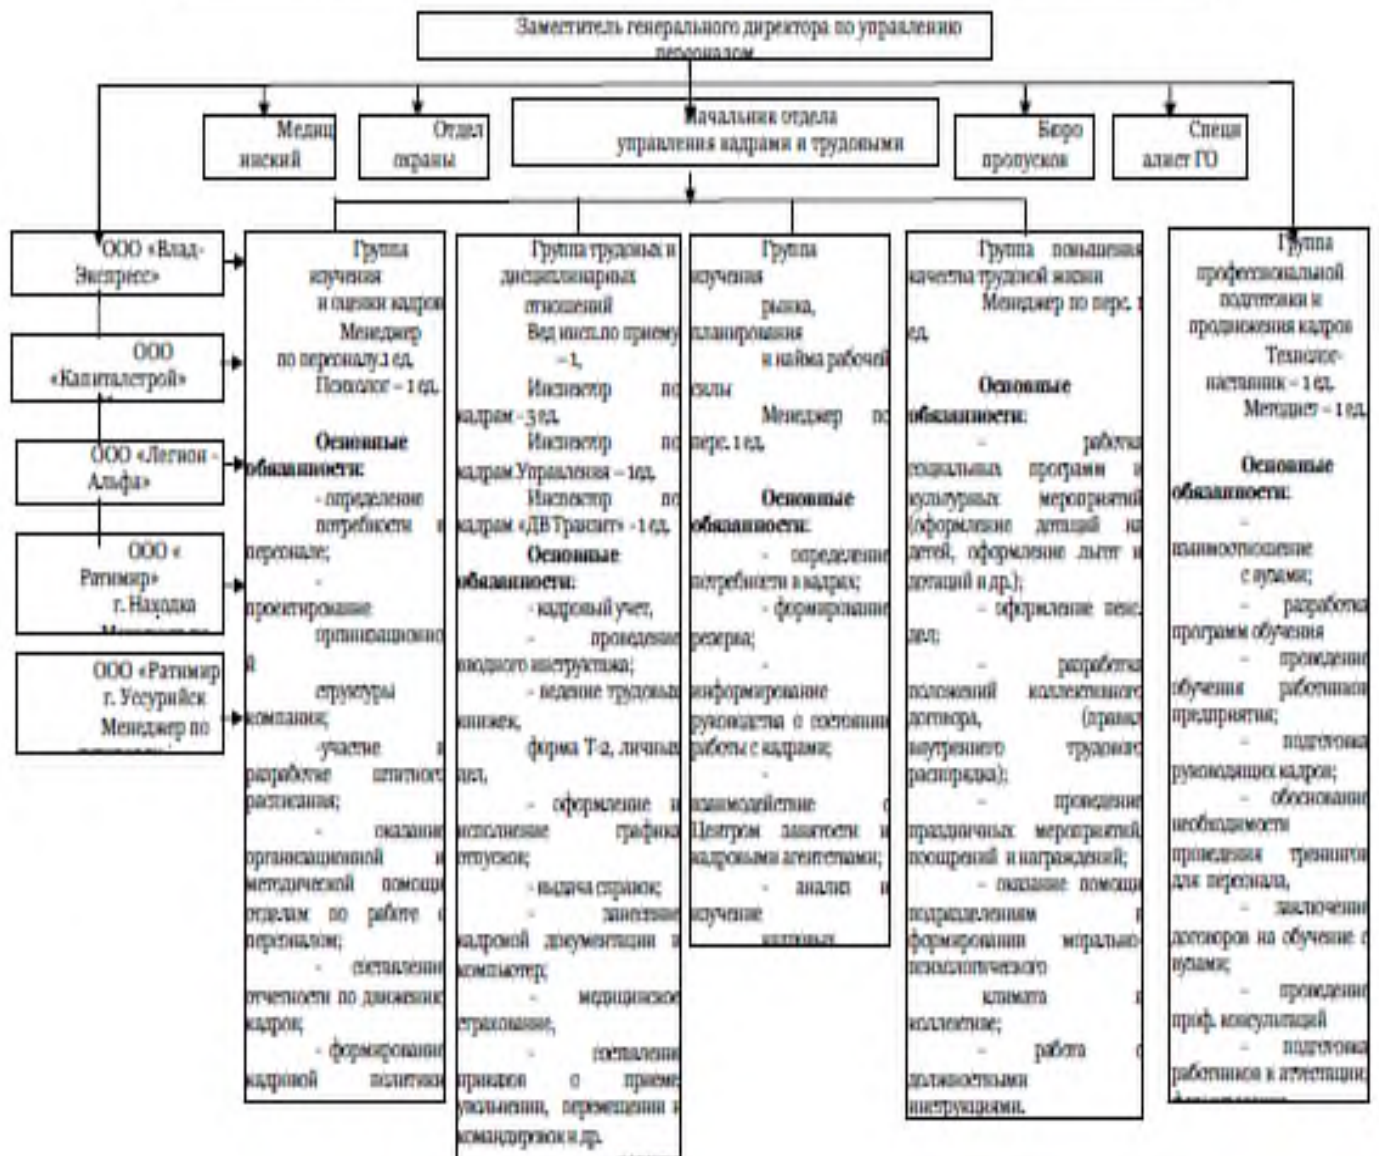 Заместитель генерального директора по управлению
персоналом
Медиц
инский
Отдел
охраны
Начальник отдела
управления кадрами и трудовыми
Бюро
пропусков
Специ
алист ГО
ООО «Влад-
Экспресс»
ООО
«Капиталстрой»
ООО «Легион -
Альфа»
ООО «
Ратимир»
г. Находка
ООО «Ратимир
г. Уссурийск
Менеджер по
Группа
изучения
и оценки кадров
Менеджер
по персоналу.1 ед.
Психолог – 1 ед.
Основные
обязанности:
- определение
потребности в
персонале;
-
проектирование
организационно
й
структуры
компании;
-участие в
разработке штатного
расписания;
- оказание
организационной и
методической помощи
отделам по работе с
персоналом;
- составление
отчетности по движению
кадров;
- формирование
кадровой политики
Группа трудовых и
дисциплинарных
отношений
Вед инсп.по приему
– 1,
Инспектор по
кадрам - 3 ед.
Инспектор по
кадрам Управления – 1ед.
Инспектор по
кадрам «ДВ Транзит» - 1 ед.
Основные
обязанности:
- кадровый учет,
- проведение
вводного инструктажа;
- ведение трудовых
книжек,
форма Т-2, личных
дел,
- оформление и
исполнение графика
отпусков;
- выдача справок;
- занесение
кадровой документации в
компьютер;
- медицинское
страхование,
- составление
приказов о приеме,
увольнении, перемещении и
командировок и др.
Группа
изучения
рынка,
планирования
и найма рабочей
силы
Менеджер по
перс. 1 ед.
Основные
обязанности:
- определение
потребности в кадрах;
- формирование
резерва;
-
информирование
руководства о состоянии
работы с кадрами;
-
взаимодействие с
Центром занятости и
кадровыми агентствами;
- анализ и
изучение
кадровых
Группа повышения
качества трудовой жизни
Менеджер по перс. 1
ед.
Основные
обязанности:
- работка
социальных программ и
культурных мероприятий
(оформление дотаций на
детей, оформление льгот и
дотаций и др.);
- оформление пенс.
дел;
- разработка
положений коллективного
договора, (правил
внутреннего трудового
распорядка);
- проведение
праздничных мероприятий,
поощрений и награждений;
- оказание помощи
подразделениям в
формировании морально-
психологического
климата в
коллективе;
- работа с
должностными
инструкциями.
Группа
профессиональной
подготовки и
продвижения кадров
Технолог-
наставник – 1 ед.
Методист – 1 ед.
Основные
обязанности:
-
взаимоотношение
с вузами;
- разработка
программ обучения
- проведение
обучения работников
предприятия;
- подготовка
руководящих кадров;
- обоснование
необходимости
проведения тренингов
для персонала,
- заключение
договоров на обучение с
вузами;
- проведение
проф. консультаций
- подготовка
работников к аттестации;